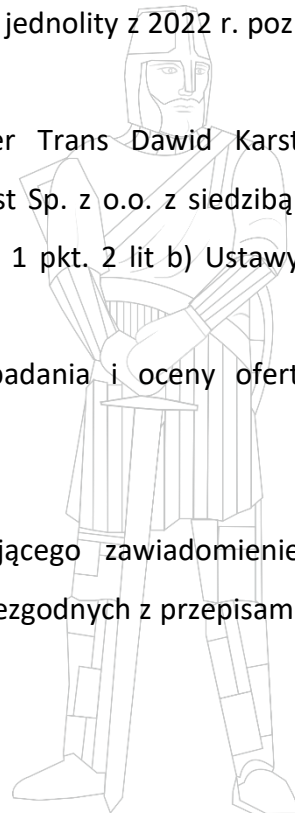 jednolity z 2022 r. poz
er Trans Dawid Karst
st Sp. z o.o. z siedzibą
1 pkt. 2 lit b) Ustawy
badania i oceny ofert
jącego zawiadomienie
ezgodnych z przepisam